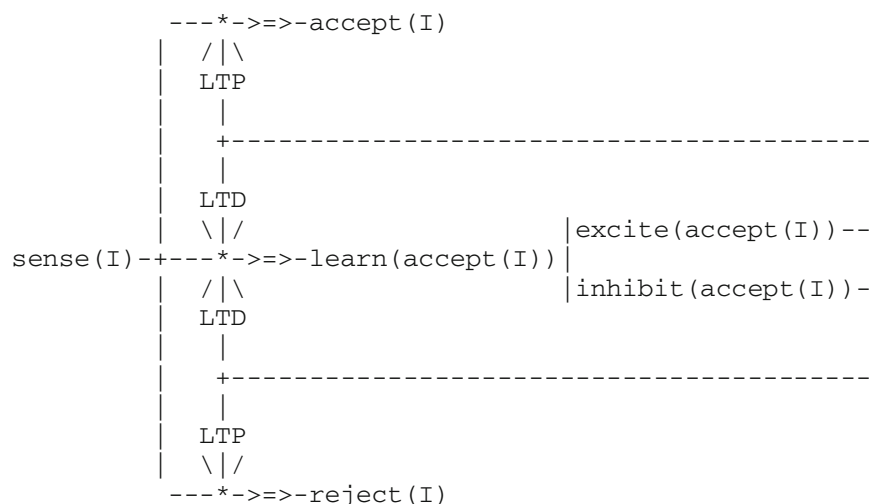 ---*->=>-accept(I)
|  /|\
|  LTP
|   |
|   +-----------------------------------------
|   |
|  LTD
|  \|/                     |excite(accept(I))--
sense(I)-+---*->=>-learn(accept(I))|
|  /|\                     |inhibit(accept(I))-
|  LTD
|   |
|   +-----------------------------------------
|   |
|  LTP
|  \|/
---*->=>-reject(I)